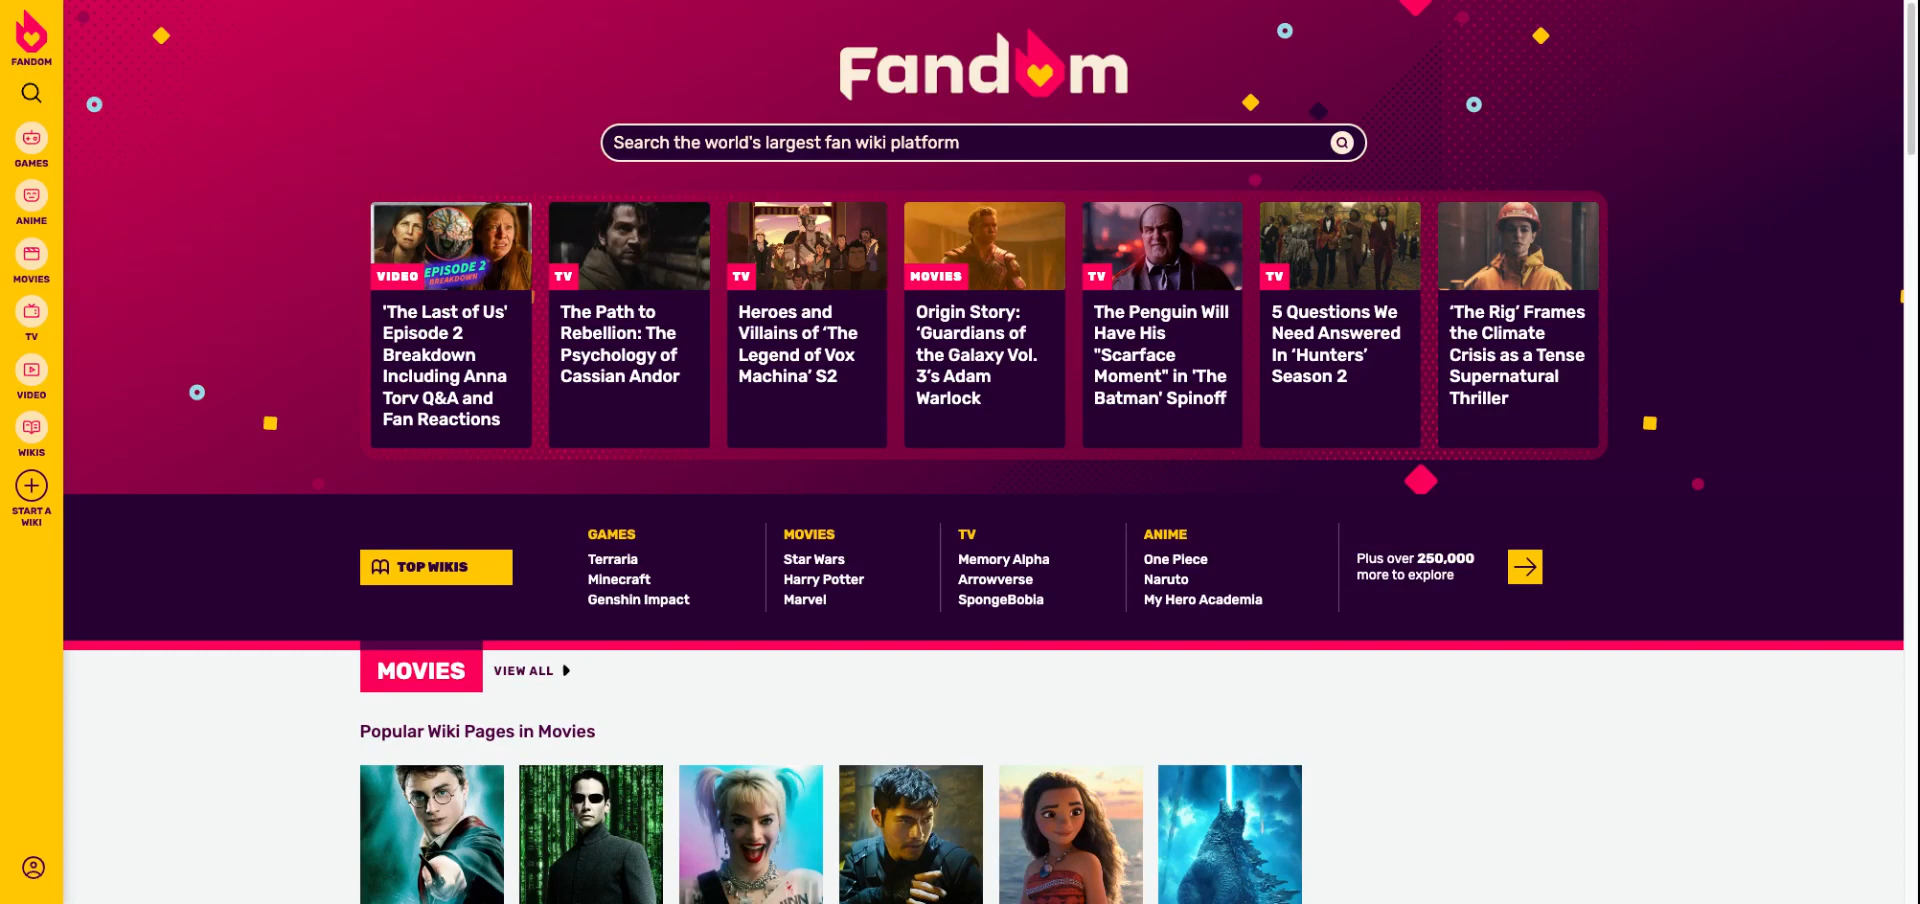 FANDOM
GAMES
ANIME
MOVIES
TV
VIDEO
WIKIS
START A
WIKI
Fandom
Search the world's largest fan wiki platform
EPISODE 2
BREAKDOWN
VIDEO
'The Last of Us'
Episode 2
Breakdown
Including Anna
Torv Q&A and
Fan Reactions
TV
The Path to
Rebellion: The
Psychology of
Cassian Andor
TV
Heroes and
Villains of ‘The
Legend of Vox
Machina’ S2
MOVIES
Origin Story:
‘Guardians of
the Galaxy Vol.
3’s Adam
Warlock
TV
The Penguin Will
Have His
"Scarface
Moment" in 'The
Batman' Spinoff
TV
5 Questions We
Need Answered
In ‘Hunters’
Season 2
‘The Rig’ Frames
the Climate
Crisis as a Tense
Supernatural
Thriller
TOP WIKIS
GAMES
Terraria
Minecraft
Genshin Impact
MOVIES
Star Wars
Harry Potter
Marvel
TV
Memory Alpha
Arrowverse
SpongeBobia
ANIME
One Piece
Naruto
My Hero Academia
Plus over 250,000
more to explore
MOVIES
VIEW ALL
Popular Wiki Pages in Movies